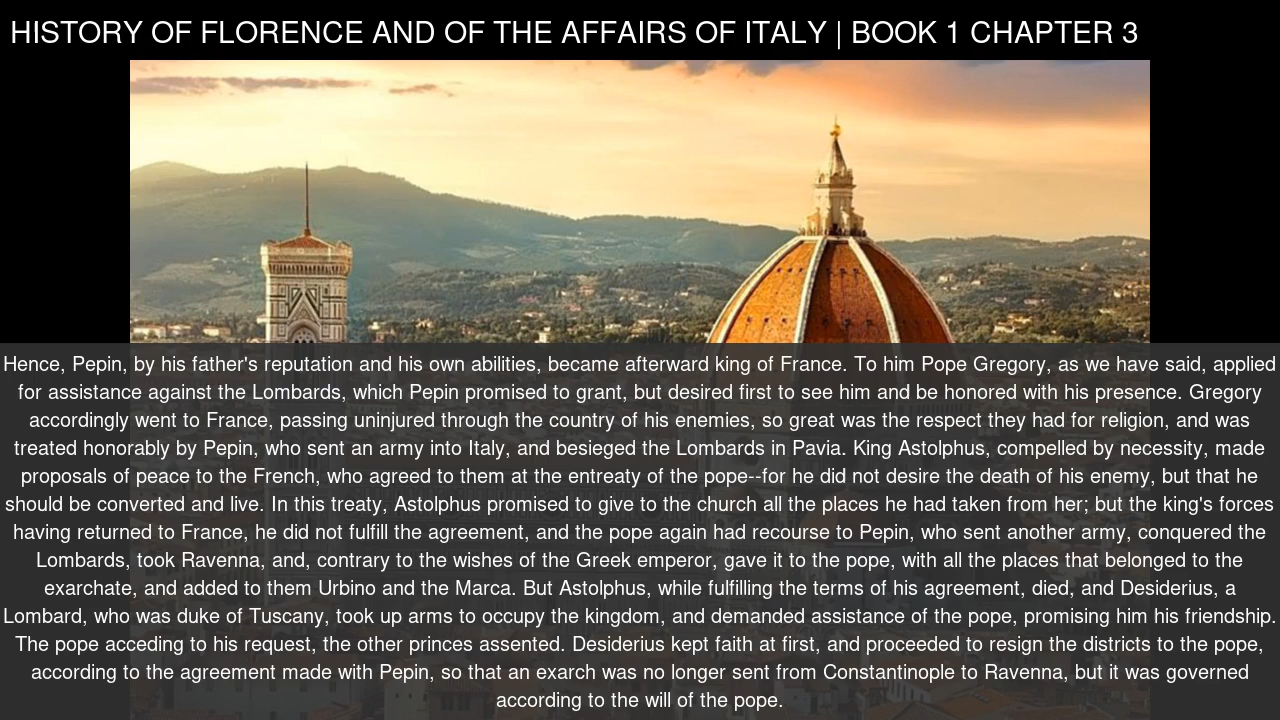 HISTORY OF FLORENCE AND OF THE AFFAIRS OF ITALY | BOOK 1 CHAPTER 3
Hence, Pepin, by his father's reputation and his own abilities, became afterward king of France. To him Pope Gregory, as we have said, applied
for assistance against the Lombards, which Pepin promised to grant, but desired first to see him and be honored with his presence. Gregory
accordingly went to France, passing uninjured through the country of his enemies, so great was the respect they had for religion, and was
treated honorably by Pepin, who sent an army into Italy, and besieged the Lombards in Pavia. King Astolphus, compelled by necessity, made
proposals of peace to the French, who agreed to them at the entreaty of the pope--for he did not desire the death of his enemy, but that he
should be converted and live. In this treaty, Astolphus promised to give to the church all the places he had taken from her; but the king's forces
having returned to France, he did not fulfill the agreement, and the pope again had recourse to Pepin, who sent another army, conquered the
Lombards, took Ravenna, and, contrary to the wishes of the Greek emperor, gave it to the pope, with all the places that belonged to the
exarchate, and added to them Urbino and the Marca. But Astolphus, while fulfilling the terms of his agreement, died, and Desiderius, a
Lombard, who was duke of Tuscany, took up arms to occupy the kingdom, and demanded assistance of the pope, promising him his friendship.
The pope acceding to his request, the other princes assented. Desiderius kept faith at first, and proceeded to resign the districts to the pope,
according to the agreement made with Pepin, so that an exarch was no longer sent from Constantinople to Ravenna, but it was governed
according to the will of the pope.